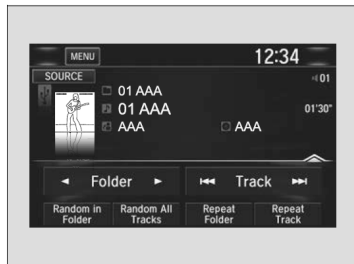 MENU 12:34
SOURCE 01
01 AAA
01 AAA 01'30"
AAA AAA
Folder Track
Random in Folder Random All Tracks Repeat Folder Repeat Track